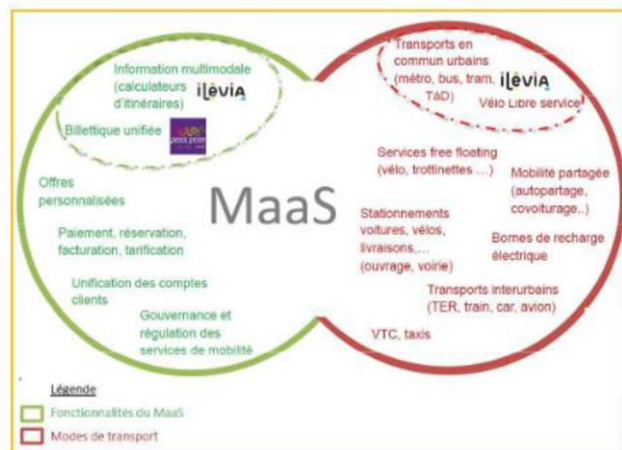 Information multimodale
(calculateurs
d'itinéraires)
ilévia
Billettique unifiée
pass pass
Offres
personnalisées
Paiement, réservation,
facturation, tarification
Unification des comptes
clients
Gouvernance et
régulation des
services de mobilité
MaaS
Transports en
commun urbains
(métro, bus, tram,
TàD)
ilévia
Vélo Libre service
Services free floating
(vélo, trottinettes ...)
Mobilité partagée
(autopartage,
covoiturage..)
Stationnements
voitures, vélos,
livraisons,...
(ouvrage, voirie)
Bornes de recharge
électrique
Transports interurbains
(TER, train, car, avion)
VTC, taxis
Légende
Fonctionnalités du MaaS
Modes de transport